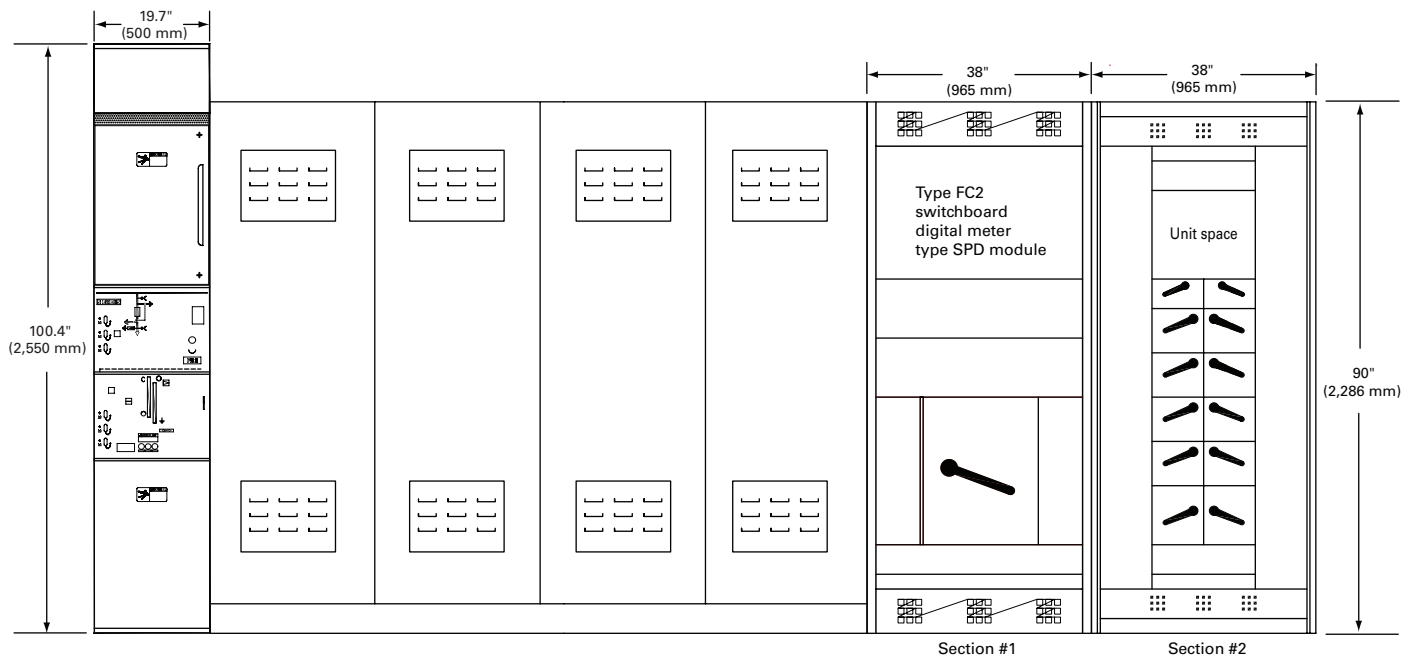 19.7"
(500 mm)
38"
(965 mm)
38"
(965 mm)
Type FC2
switchboard
digital meter
type SPD module
Unit space
100.4"
(2,550 mm)
90"
(2,286 mm)
Section #1
Section #2